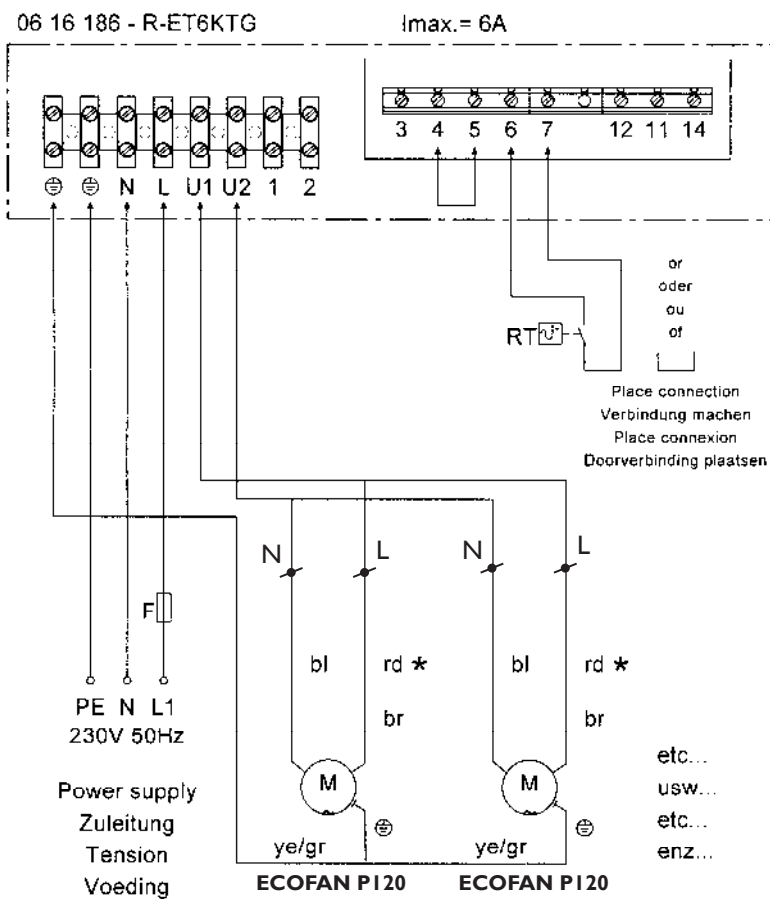 06 16 186 - R-ET6KTG
Imax.= 6A
3 4 5 6 7 12 11 14
N L U1 U2 1 2
or
oder
ou
of
RT
Place connection
Verbindung machen
Place connexion
Doorverbinding plaatsen
N L N L
F
bl rd * bl rd *
br br
PE N L1
230V 50Hz
M M
etc...
usw...
etc...
enz...
Power supply
Zuleitung
Tension
Voeding
ye/gr ye/gr
ECOFAN P120 ECOFAN P120